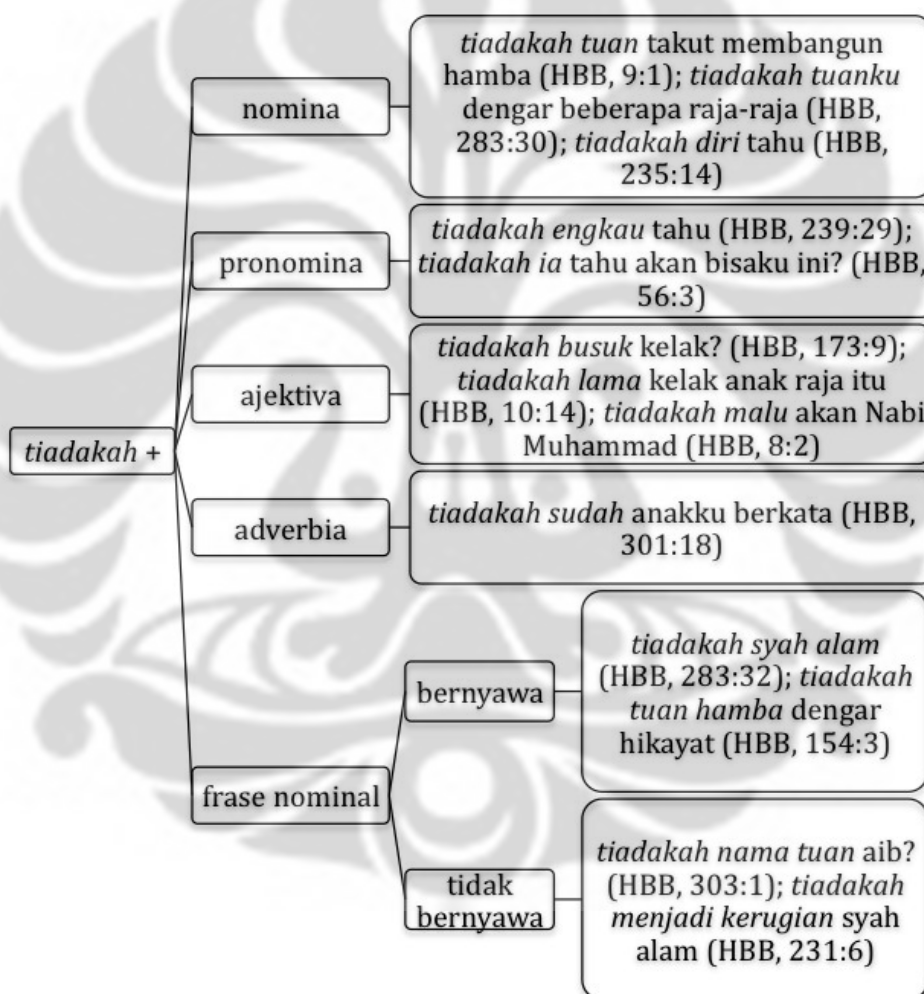 tiadakah +
nomina
tiadakah tuan takut membangun
hamba (HBB, 9:1); tiadakah tuanku
dengar beberapa raja-raja (HBB,
283:30); tiadakah diri tahu (HBB,
235:14)
pronomina
tiadakah engkau tahu (HBB, 239:29);
tiadakah ia tahu akan bisaku ini? (HBB,
56:3)
ajektiva
tiadakah busuk kelak? (HBB, 173:9);
tiadakah lama kelak anak raja itu
(HBB, 10:14); tiadakah malu akan Nabi
Muhammad (HBB, 8:2)
adverbia
tiadakah sudah anakku berkata (HBB,
301:18)
frase nominal
bernyawa
tiadakah syah alam
(HBB, 283:32); tiadakah
tuan hamba dengar
hikayat (HBB, 154:3)
tidak
bernyawa
tiadakah nama tuan aib?
(HBB, 303:1); tiadakah
menjadi kerugian syah
alam (HBB, 231:6)